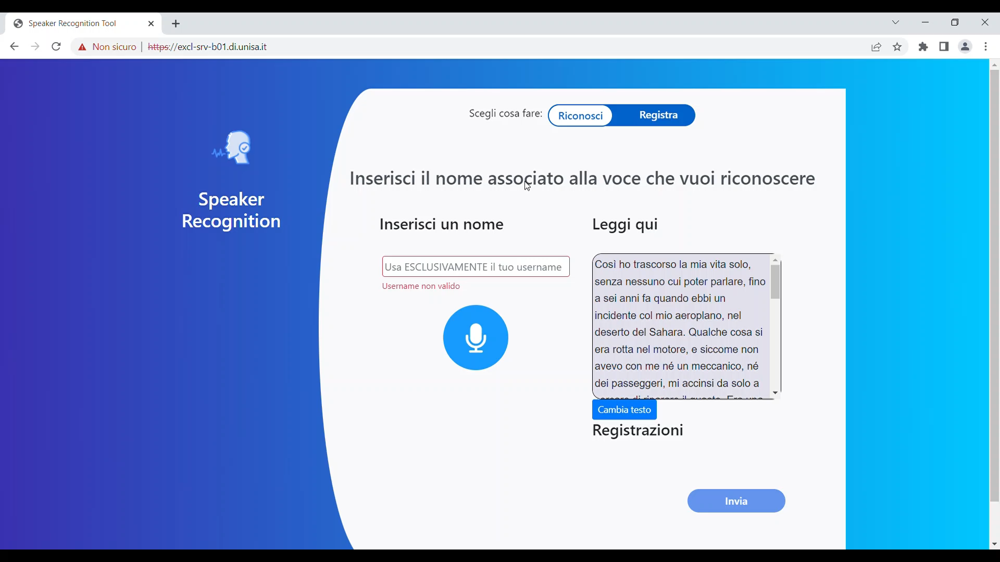 Speaker Recognition Tool
Non sicuro
https://excl-srv-b01.di.unisa.it
Scegli cosa fare:
Riconosci
Registra
Speaker
Recognition
Inserisci il nome associato alla voce che vuoi riconoscere
Inserisci un nome
Usa ESCLUSIVAMENTE il tuo username
Username non valido
Leggi qui
Così ho trascorso la mia vita solo,
senza nessuno cui poter parlare, fino
a sei anni fa quando ebbi un
incidente col mio aeroplano, nel
deserto del Sahara. Qualche cosa si
era rotta nel motore, e siccome non
avevo con me né un meccanico, né
dei passeggeri, mi accinsi da solo a
Cambia testo
Registrazioni
Invia